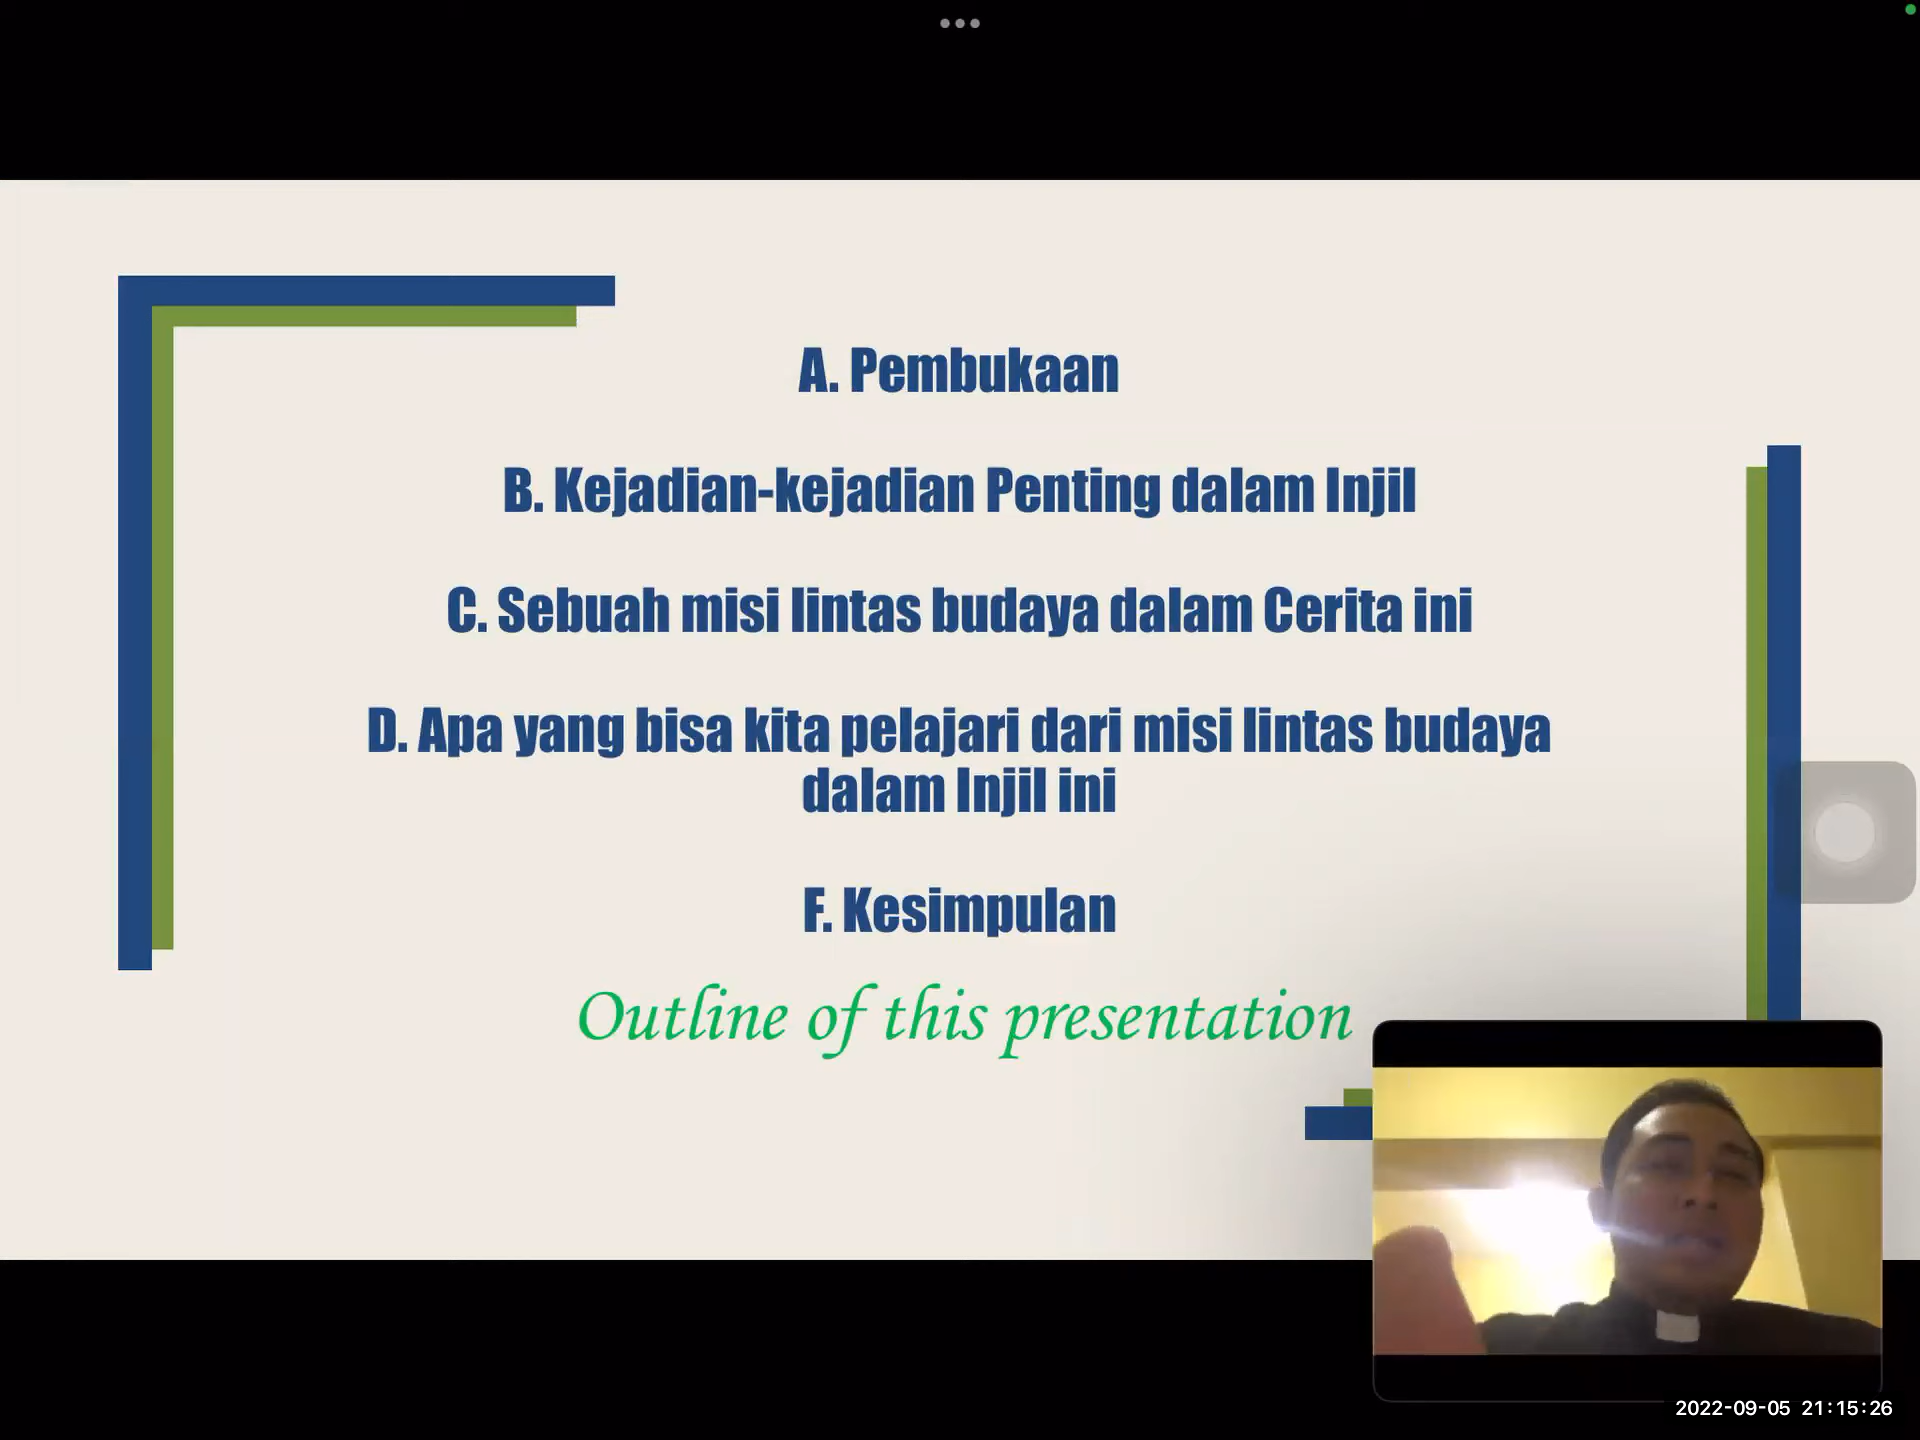 A. Pembukaan
B. Kejadian-kejadian Penting dalam Injil
C. Sebuah misi lintas budaya dalam Cerita ini
D. Apa yang bisa kita pelajari dari misi lintas budaya
dalam Injil ini
F. Kesimpulan
Outline of this presentation
2022-09-05 21:15:26